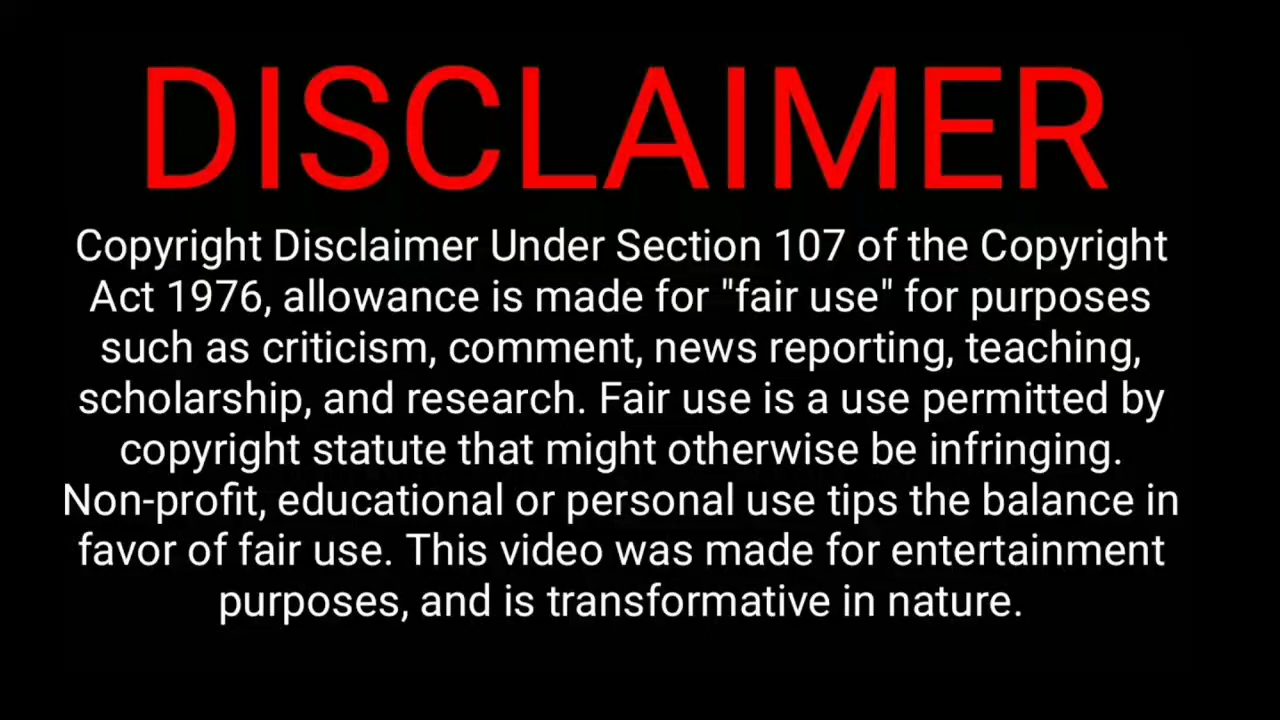 DISCLAIMER
Copyright Disclaimer Under Section 107 of the Copyright
Act 1976, allowance is made for "fair use" for purposes
such as criticism, comment, news reporting, teaching,
scholarship, and research. Fair use is a use permitted by
copyright statute that might otherwise be infringing.
Non-profit, educational or personal use tips the balance in
favor of fair use. This video was made for entertainment
purposes, and is transformative in nature.